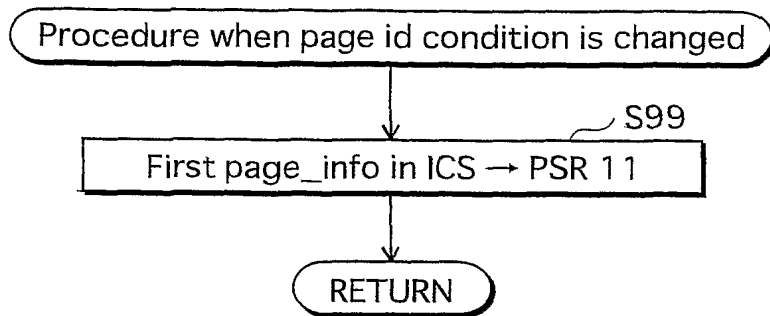 Procedure when page id condition is changed
S99
First page_info in ICS → PSR 11
RETURN